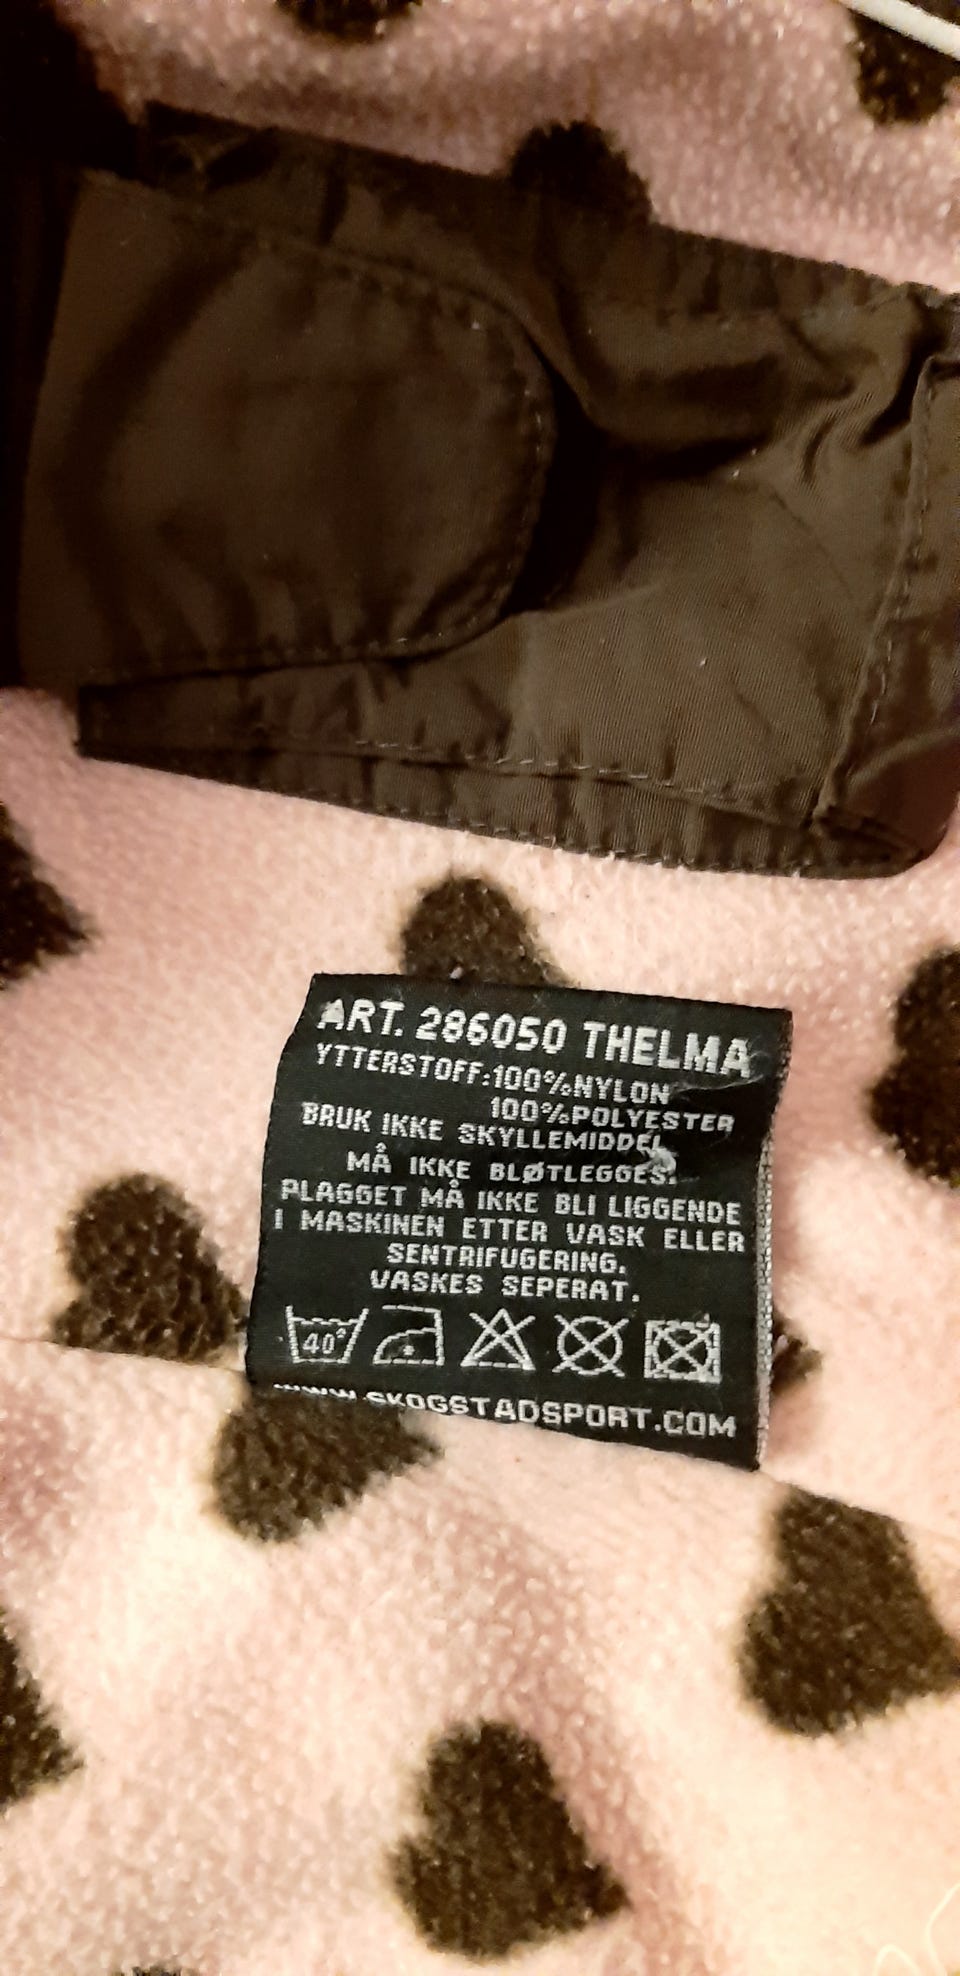 ART. 286050 THELMA
YTTERSTOFF:100%NYLON
100%POLYESTER
BRUK IKKE SKYLLEMIDDEL
MÅ IKKE BLØTLEGGES.
PLAGGET MÅ IKKE BLI LIGGENDE
I MASKINEN ETTER VASK ELLER
SENTRIFUGERING.
VASKES SEPERAT.
40°
WWW.SKOGSTADSPORT.COM